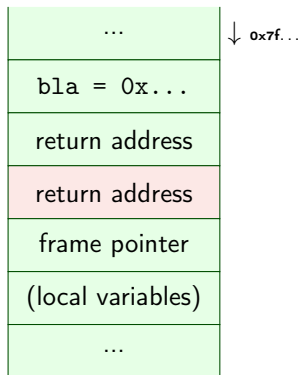 ...
↓ 0x7f...
bla = 0x...
return address
return address
frame pointer
(local variables)
...